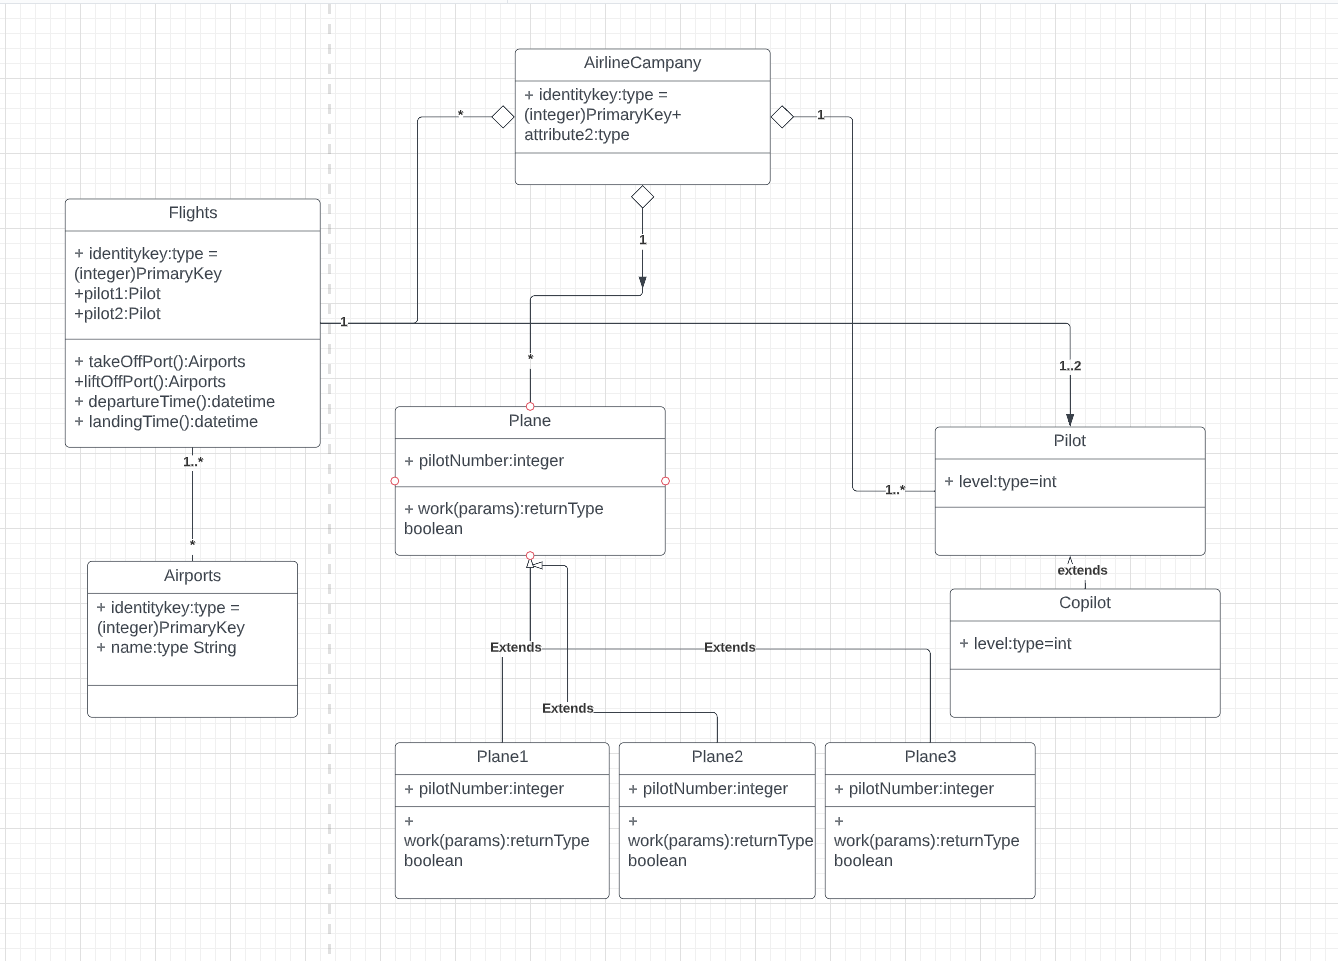 AirlineCampany
+ identitykey:type =
(integer)PrimaryKey+
attribute2:type
*
1
1
Flights
+ identitykey:type =
(integer)PrimaryKey
+pilot1:Pilot
+pilot2:Pilot
+ takeOffPort():Airports
+liftOffPort():Airports
+ departureTime():datetime
+ landingTime():datetime
1
1..2
*
1..*
*
Plane
+ pilotNumber:integer
+ work(params):returnType
boolean
1..*
Pilot
+ level:type=int
extends
Copilot
+ level:type=int
Airports
+ identitykey:type =
(integer)PrimaryKey
+ name:type String
Extends
Extends
Extends
Plane1
+ pilotNumber:integer
+
work(params):returnType
boolean
Plane2
+ pilotNumber:integer
+
work(params):returnType
boolean
Plane3
+ pilotNumber:integer
+
work(params):returnType
boolean